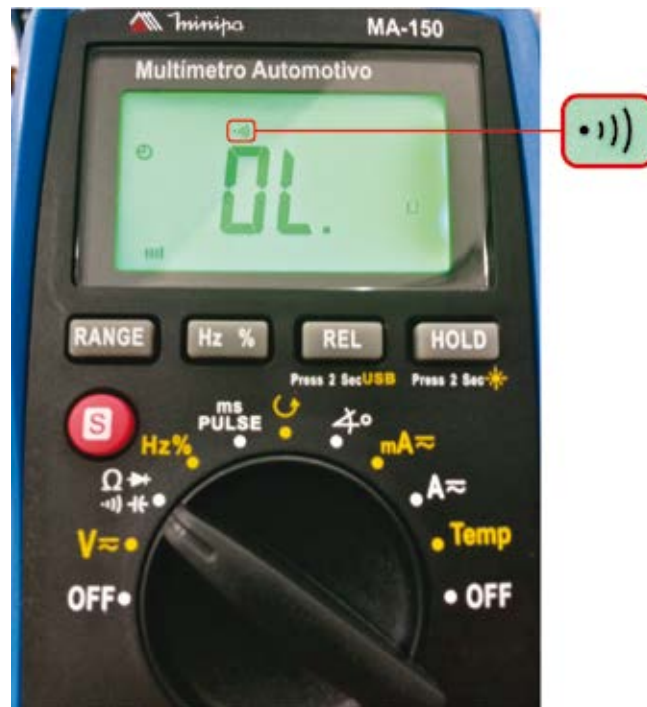 minipa MA-150
Multímetro Automotivo
OL.
RANGE Hz % REL HOLD
Press 2 Sec USB Press 2 Sec
S
ms
PULSE
Hz%
mA
Ω
A
V
Temp
OFF OFF